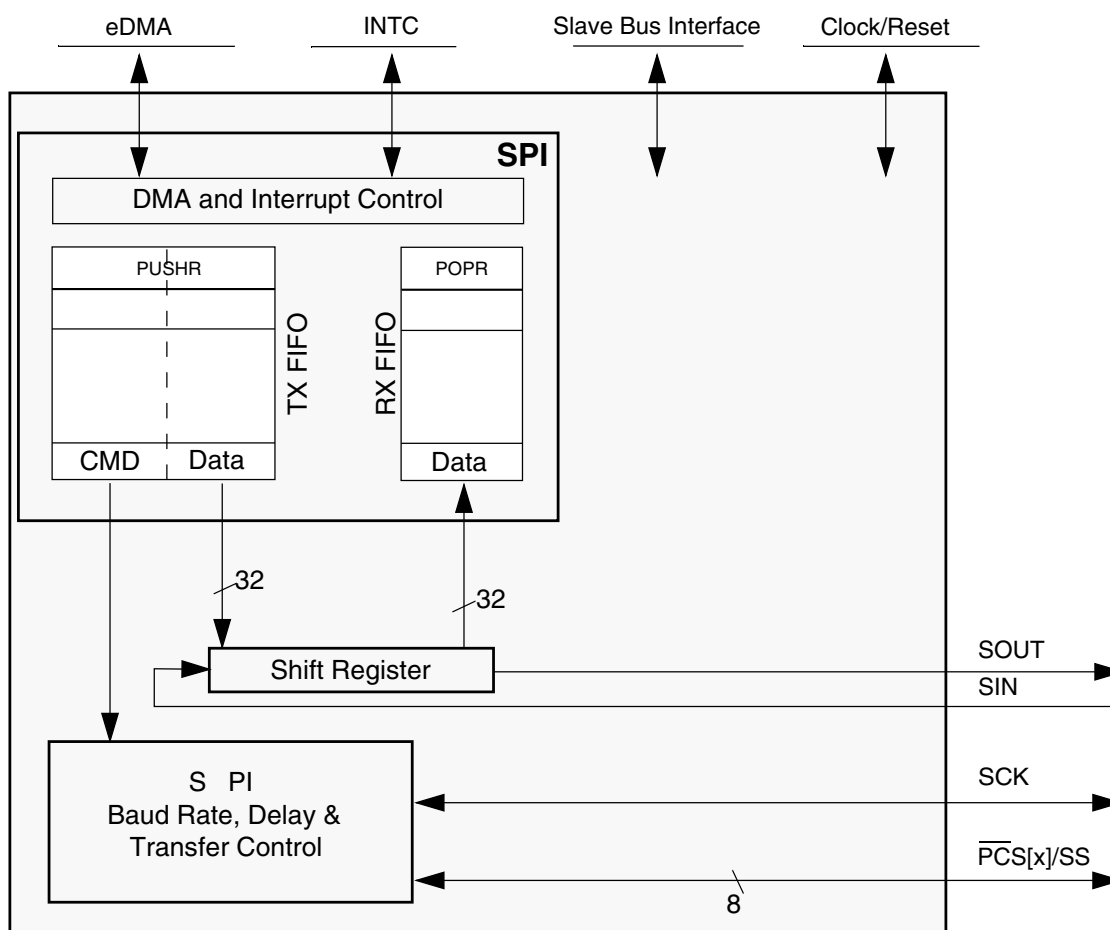 eDMA
INTC
Slave Bus Interface
Clock/Reset
SPI
DMA and Interrupt Control
PUSHR
POPR
TX FIFO
RX FIFO
CMD
Data
Data
32
32
Shift Register
SOUT
SIN
S PI
Baud Rate, Delay &
Transfer Control
SCK
PCS[x]/SS
8